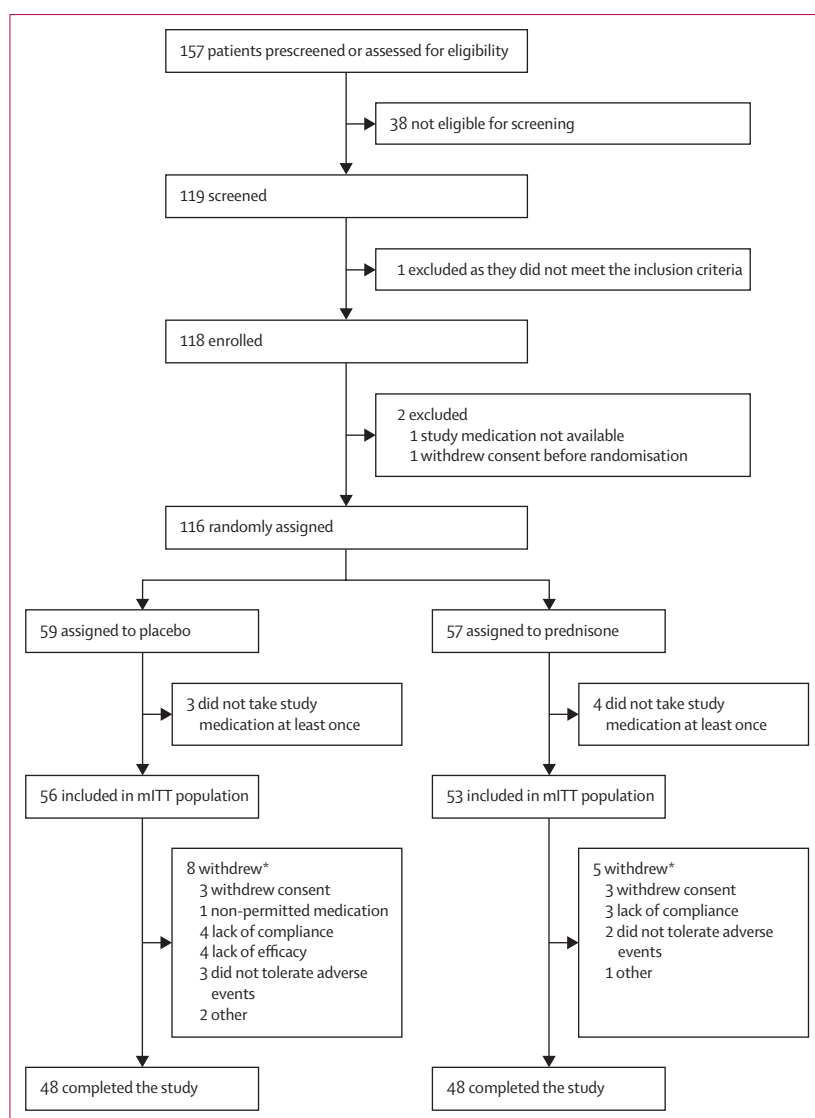 157 patients prescreened or assessed for eligibility
38 not eligible for screening
119 screened
1 excluded as they did not meet the inclusion criteria
118 enrolled
2 excluded
1 study medication not available
1 withdrew consent before randomisation
116 randomly assigned
59 assigned to placebo
57 assigned to prednisone
3 did not take study
medication at least once
4 did not take study
medication at least once
56 included in mITT population
53 included in mITT population
8 withdrew*
3 withdrew consent
1 non-permitted medication
4 lack of compliance
4 lack of efficacy
3 did not tolerate adverse
events
2 other
5 withdrew*
3 withdrew consent
3 lack of compliance
2 did not tolerate adverse
events
1 other
48 completed the study
48 completed the study